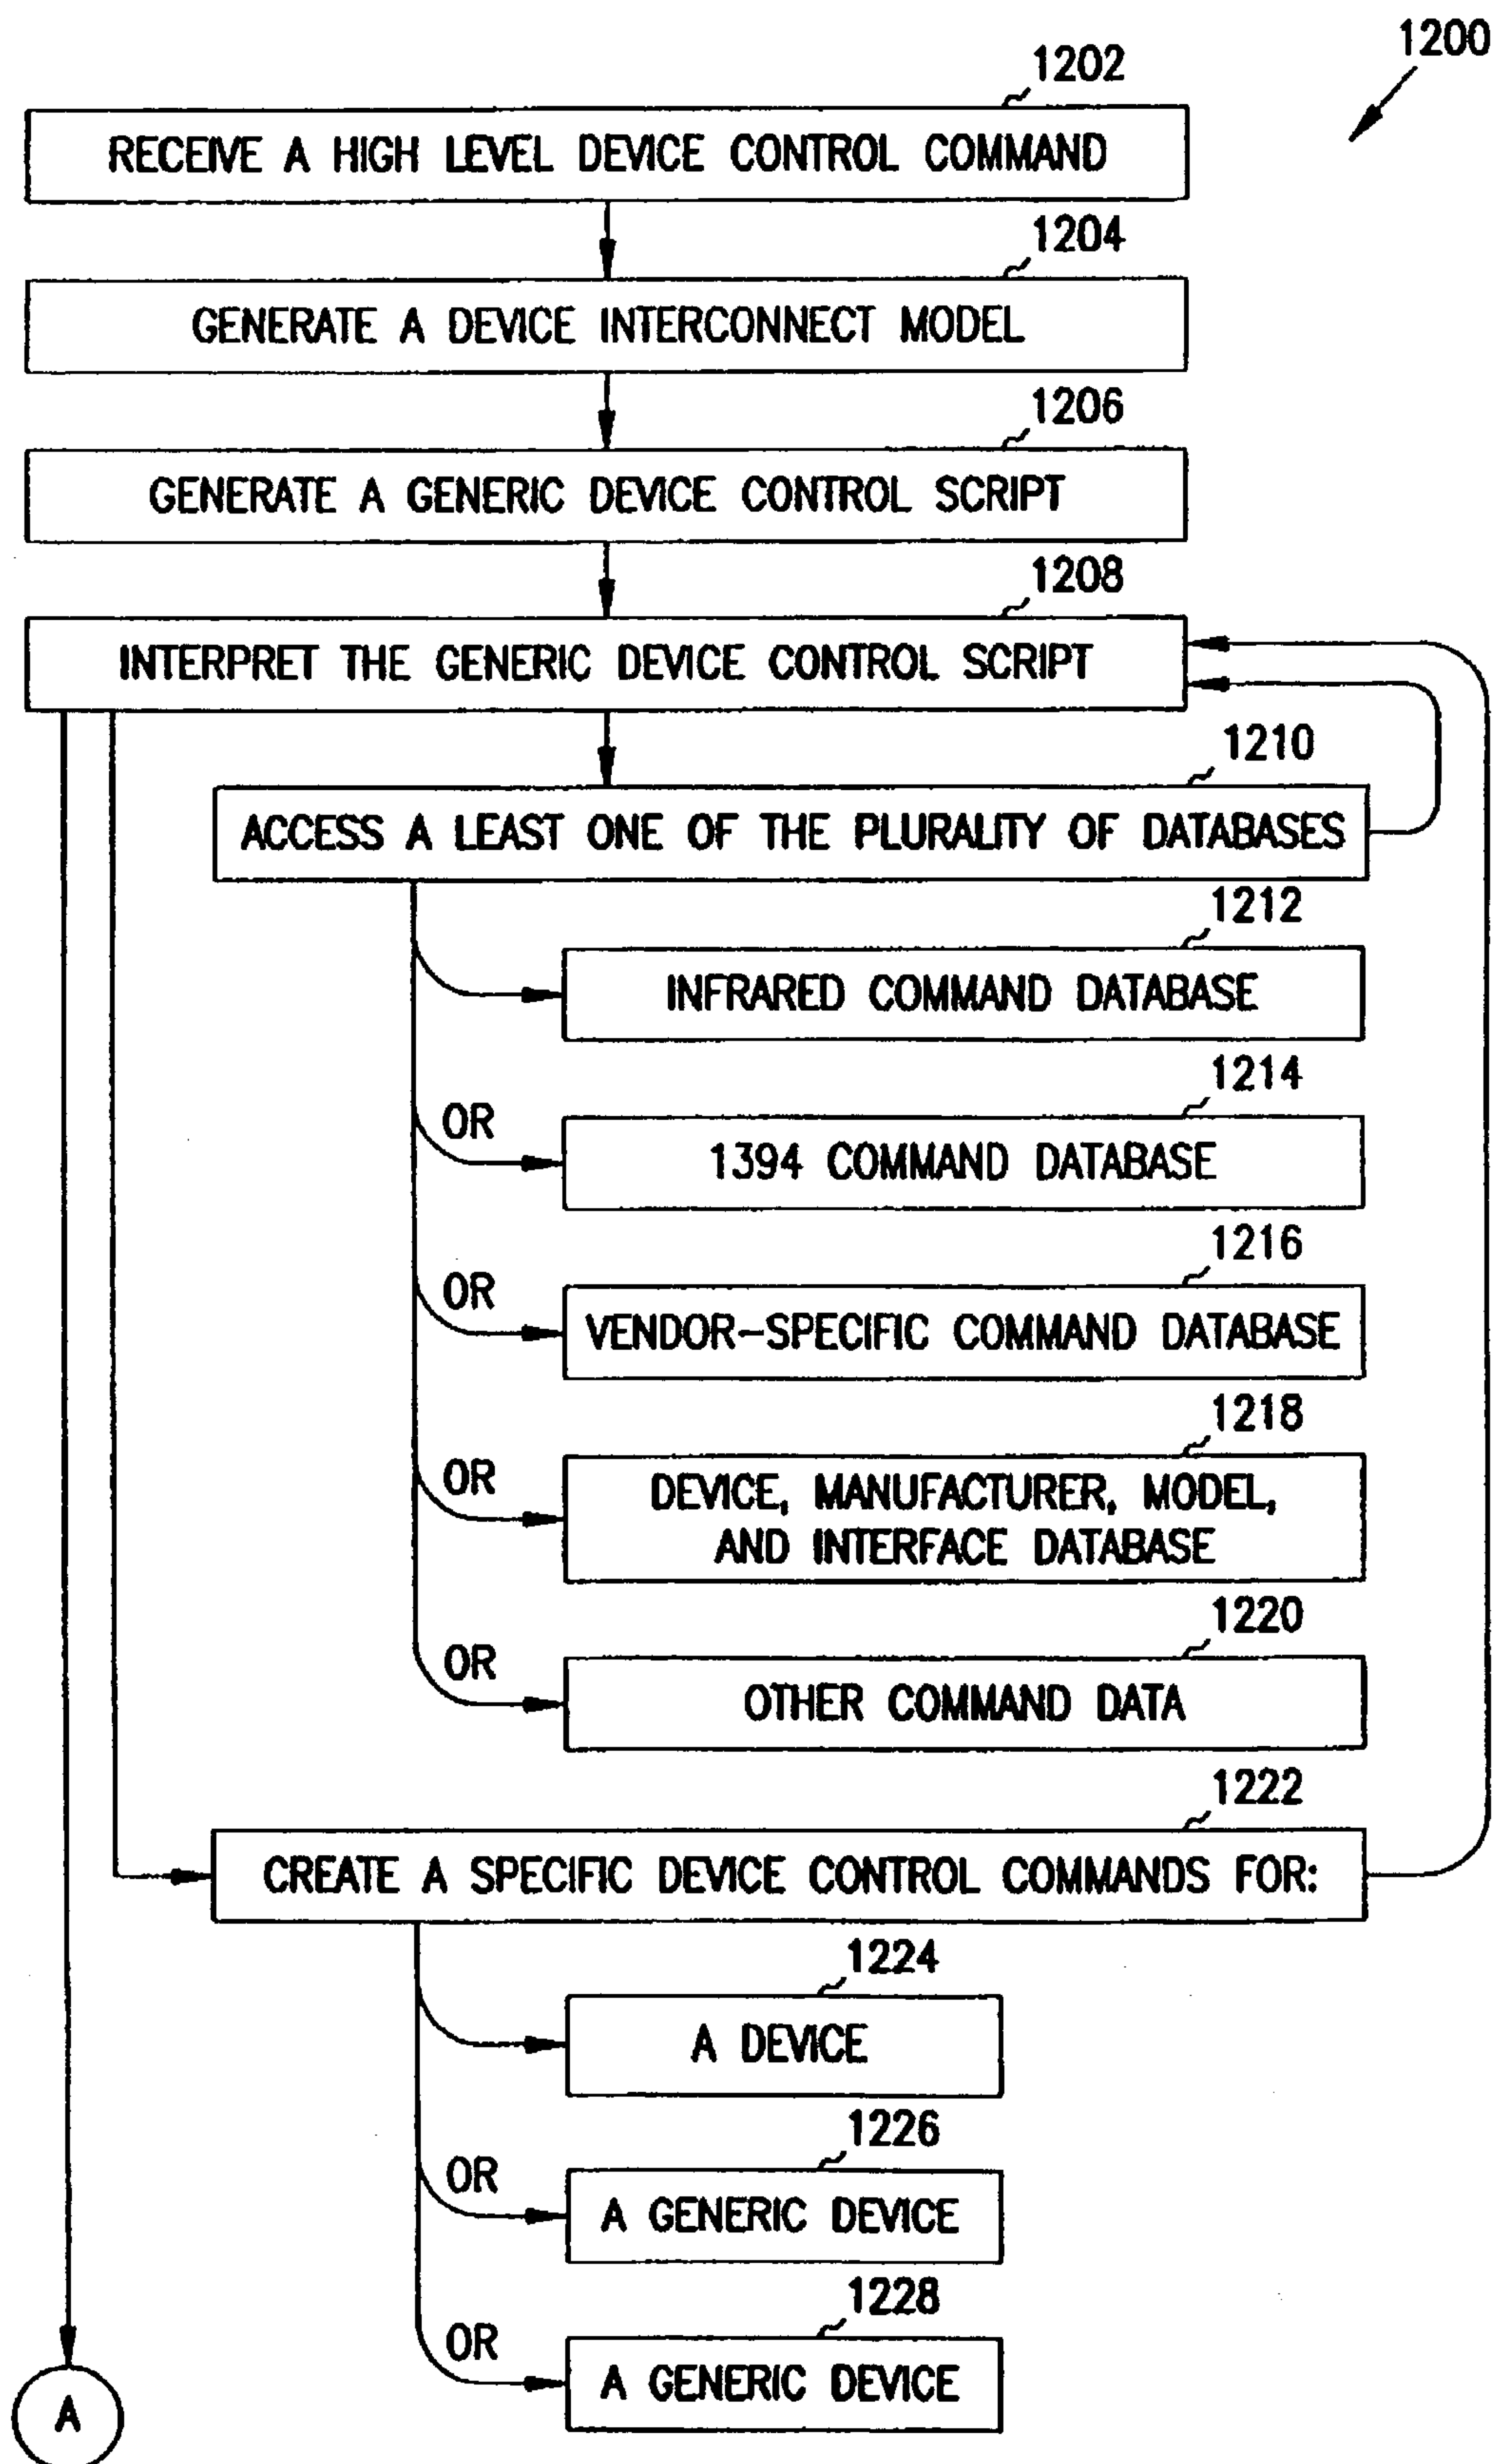 1200
1202
RECEIVE A HIGH LEVEL DEVICE CONTROL COMMAND
1204
GENERATE A DEVICE INTERCONNECT MODEL
1206
GENERATE A GENERIC DEVICE CONTROL SCRIPT
1208
INTERPRET THE GENERIC DEVICE CONTROL SCRIPT
1210
ACCESS A LEAST ONE OF THE PLURALITY OF DATABASES
1212
INFRARED COMMAND DATABASE
1214
OR
1394 COMMAND DATABASE
1216
OR
VENDOR-SPECIFIC COMMAND DATABASE
1218
OR
DEVICE, MANUFACTURER, MODEL,
AND INTERFACE DATABASE
1220
OR
OTHER COMMAND DATA
1222
CREATE A SPECIFIC DEVICE CONTROL COMMANDS FOR:
1224
A DEVICE
1226
OR
A GENERIC DEVICE
1228
OR
A GENERIC DEVICE
A